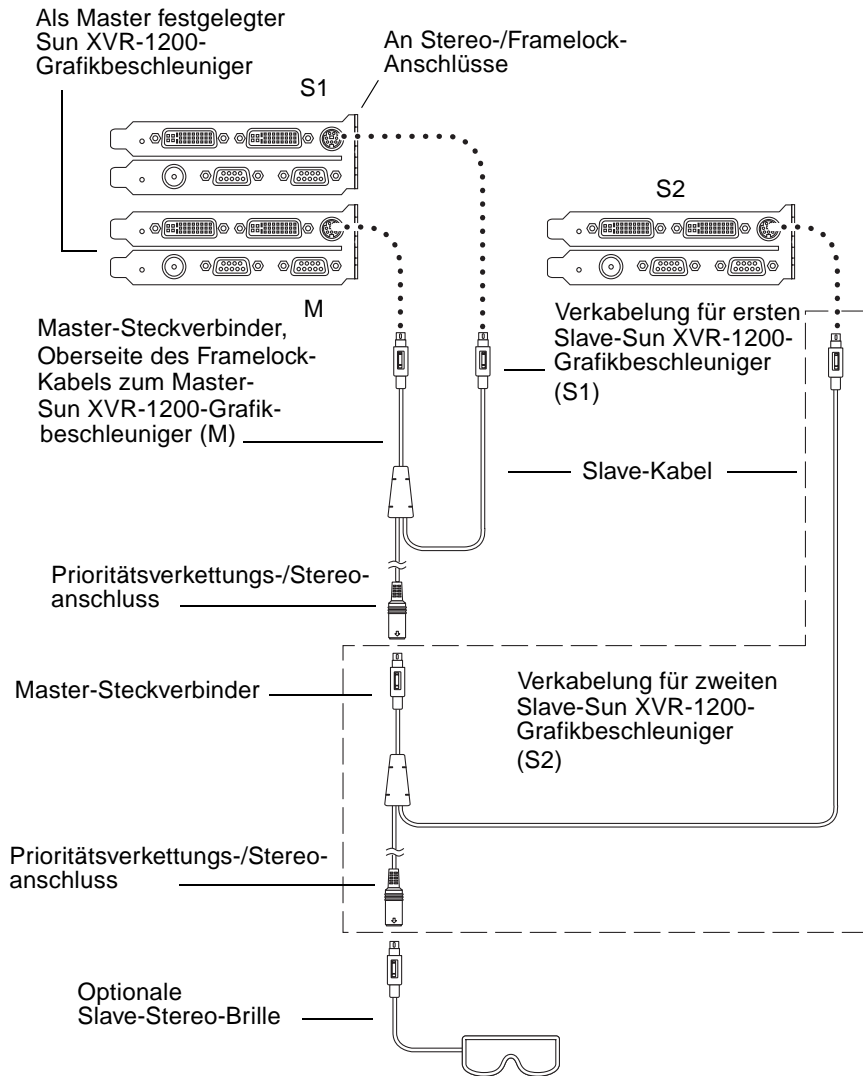 Als Master festgelegter
Sun XVR-1200-
Grafikbeschleuniger
An Stereo-/Framelock-
Anschlüsse
S1
S2
M
Master-Steckverbinder,
Oberseite des Framelock-
Kabels zum Master-
Sun XVR-1200-Grafik-
beschleuniger (M)
Verkabelung für ersten
Slave-Sun XVR-1200-
Grafikbeschleuniger
(S1)
Slave-Kabel
Prioritätsverkettungs-/Stereo-
anschluss
Master-Steckverbinder
Verkabelung für zweiten
Slave-Sun XVR-1200-
Grafikbeschleuniger
(S2)
Prioritätsverkettungs-/Stereo-
anschluss
Optionale
Slave-Stereo-Brille